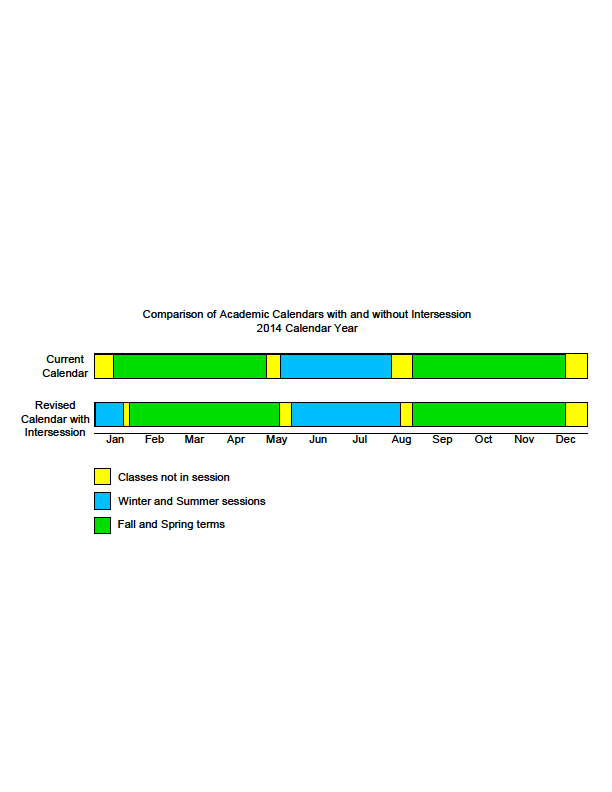 Comparison of Academic Calendars with and without Intersession
2014 Calendar Year
Current
Calendar
Revised
Calendar with
Intersession
Jan Feb Mar Apr May Jun Jul Aug Sep Oct Nov Dec
Classes not in session
Winter and Summer sessions
Fall and Spring terms